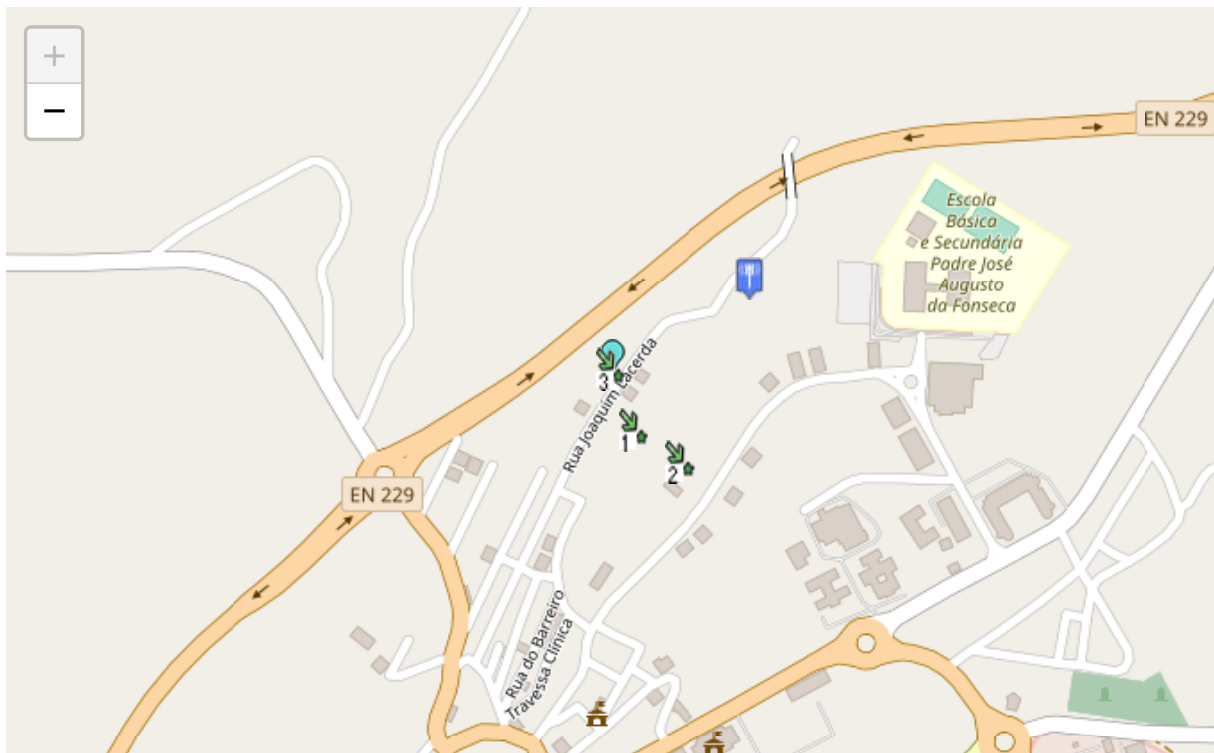 +
−
EN 229
Escola
Básica
e Secundária
Padre José
Augusto
da Fonseca
Rua Joaquim Lacerda
3
1
2
EN 229
Rua do Barreiro
Travessa Clínica